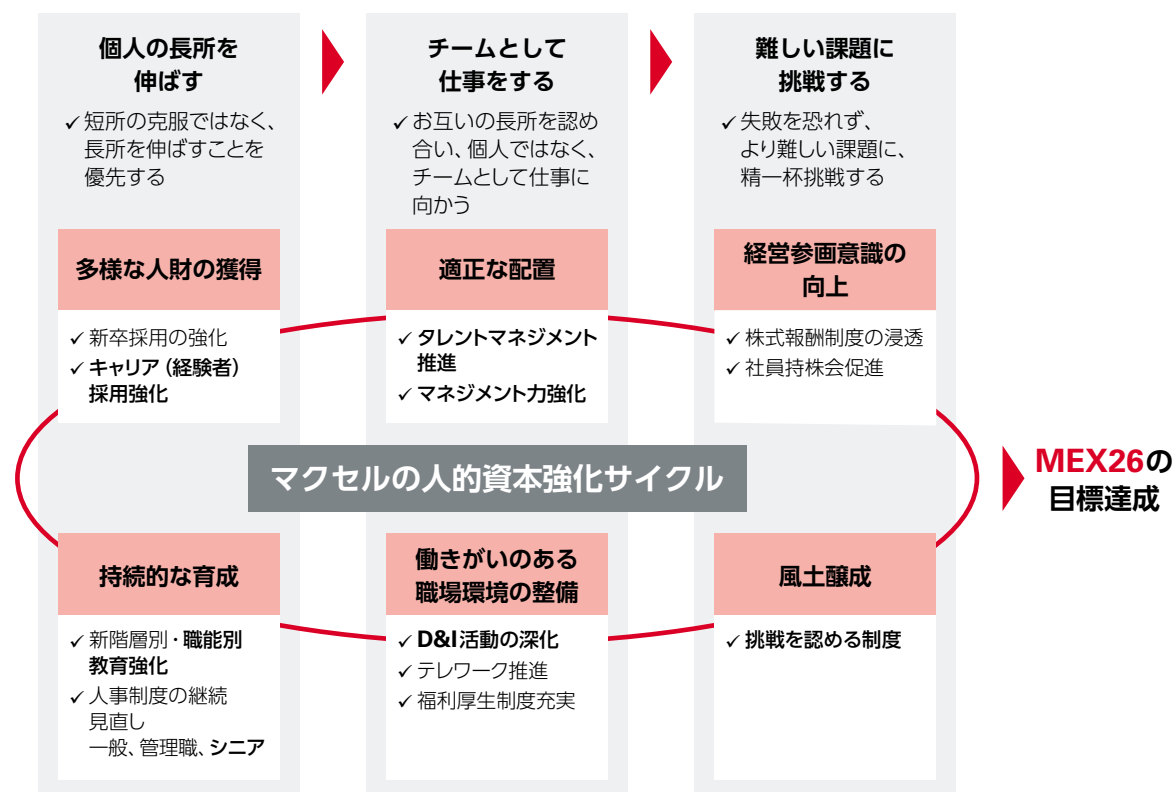 個人の長所を
伸ばす
✓短所の克服ではなく、
長所を伸ばすことを
優先する
チームとして
仕事をする
✓お互いの長所を認め
合い、個人ではなく、
チームとして仕事に
向かう
難しい課題に
挑戦する
✓失敗を恐れず、
より難しい課題に、
精一杯挑戦する
多様な人財の獲得
✓新卒採用の強化
✓キャリア（経験者）
採用強化
適正な配置
✓タレントマネジメント
推進
✓マネジメント力強化
経営参画意識の
向上
✓株式報酬制度の浸透
✓社員持株会促進
マクセルの人的資本強化サイクル
MEX26の
目標達成
持続的な育成
✓新階層別・職能別
教育強化
✓人事制度の継続
見直し
一般、管理職、シニア
働きがいのある
職場環境の整備
✓D&I活動の深化
✓テレワーク推進
✓福利厚生制度充実
風土醸成
✓挑戦を認める制度